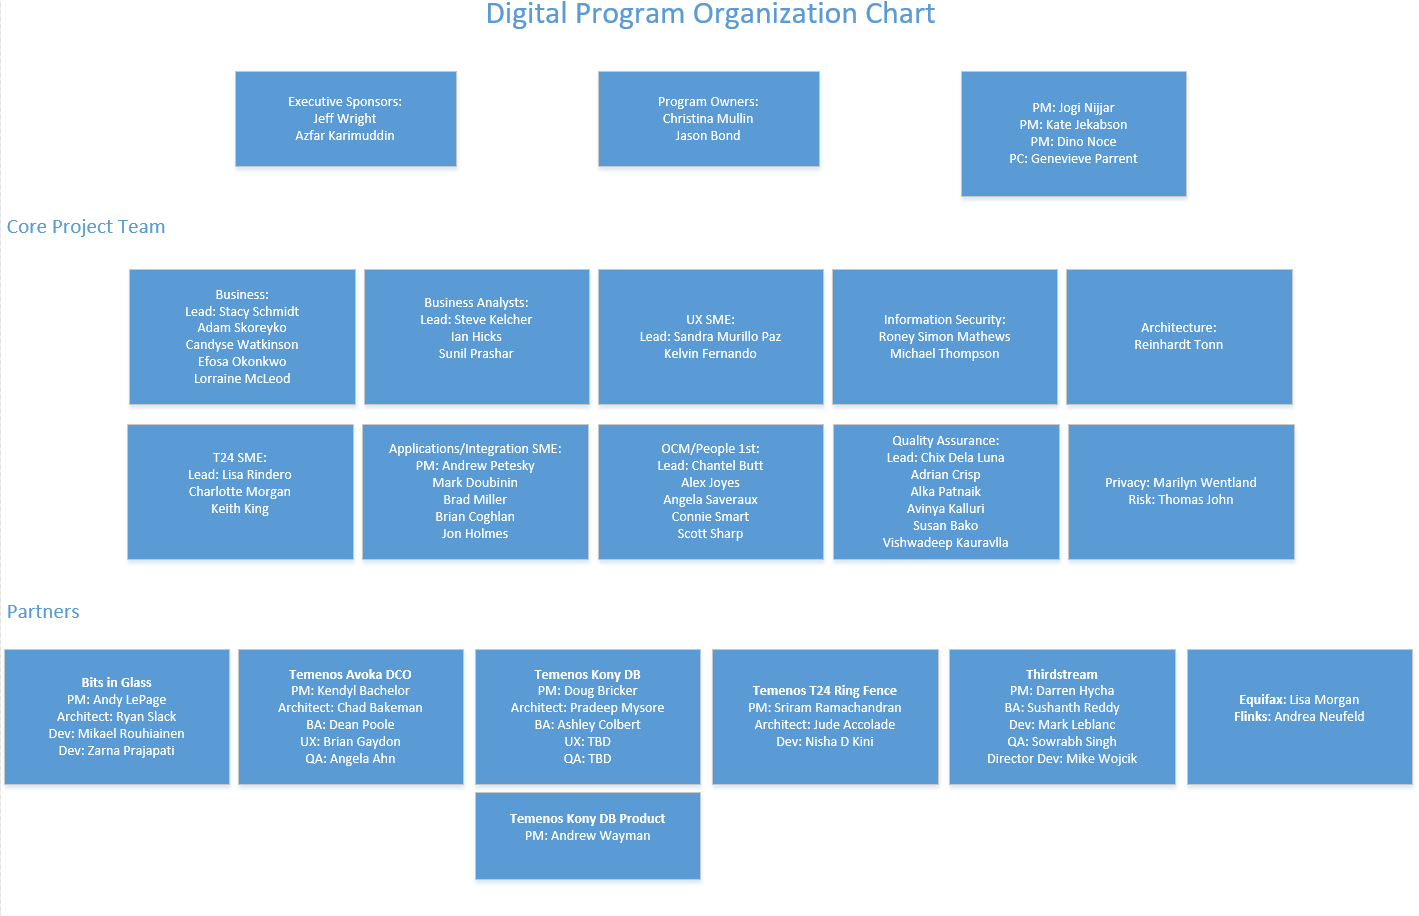 Digital Program Organization Chart
Executive Sponsors:
Jeff Wright
Azfar Karimuddin
Program Owners:
Christina Mullin
Jason Bond
PM: Jogi Nijjar
PM: Kate Jekabson
PM: Dino Noce
PC: Genevieve Parrent
Core Project Team
Business:
Lead: Stacy Schmidt
Adam Skoreyko
Candyse Watkinson
Efosa Okonkwo
Lorraine McLeod
Business Analysts:
Lead: Steve Kelcher
Ian Hicks
Sunil Prashar
UX SME:
Lead: Sandra Murillo Paz
Kelvin Fernando
Information Security:
Roney Simon Mathews
Michael Thompson
Architecture:
Reinhardt Tonn
T24 SME:
Lead: Lisa Rindero
Charlotte Morgan
Keith King
Applications/Integration SME:
PM: Andrew Petesky
Mark Doubinin
Brad Miller
Brian Coghlan
Jon Holmes
OCM/People 1st:
Lead: Chantel Butt
Alex Joyes
Angela Saveraux
Connie Smart
Scott Sharp
Quality Assurance:
Lead: Chix Dela Luna
Adrian Crisp
Alka Patnaik
Avinya Kalluri
Susan Bako
Vishwadeep Kauravlla
Privacy: Marilyn Wentland
Risk: Thomas John
Partners
Bits in Glass
PM: Andy LePage
Architect: Ryan Slack
Dev: Mikael Rouhiainen
Dev: Zarna Prajapati
Temenos Avoka DCO
PM: Kendyl Bachelor
Architect: Chad Bakeman
BA: Dean Poole
UX: Brian Gaydon
QA: Angela Ahn
Temenos Kony DB
PM: Doug Bricker
Architect: Pradeep Mysore
BA: Ashley Colbert
UX: TBD
QA: TBD
Temenos T24 Ring Fence
PM: Sriram Ramachandran
Architect: Jude Accolade
Dev: Nisha D Kini
Thirdstream
PM: Darren Hycha
BA: Sushanth Reddy
Dev: Mark Leblanc
QA: Sowrabh Singh
Director Dev: Mike Wojcik
Equifax: Lisa Morgan
Flinks: Andrea Neufeld
Temenos Kony DB Product
PM: Andrew Wayman